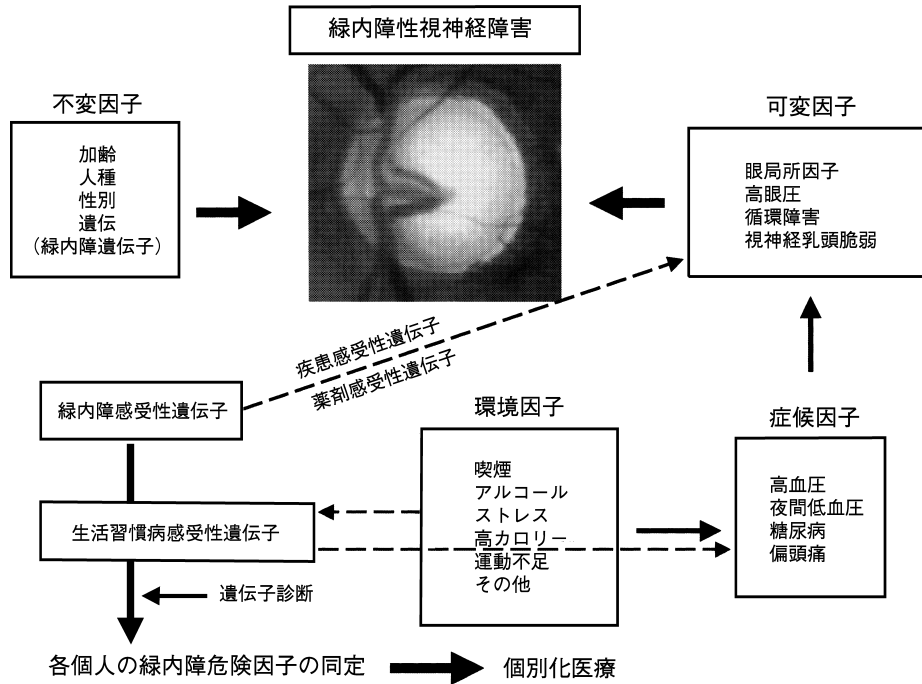 緑内障性視神経障害
不変因子
加齢
人種
性別
遺伝
(緑内障遺伝子)
可変因子
眼局所因子
高眼圧
循環障害
視神経乳頭脆弱
疾患感受性遺伝子
薬剤感受性遺伝子
緑内障感受性遺伝子
生活習慣病感受性遺伝子
遺伝子診断
環境因子
喫煙
アルコール
ストレス
高カロリー
運動不足
その他
症候因子
高血圧
夜間低血圧
糖尿病
偏頭痛
各個人の緑内障危険因子の同定
個別化医療